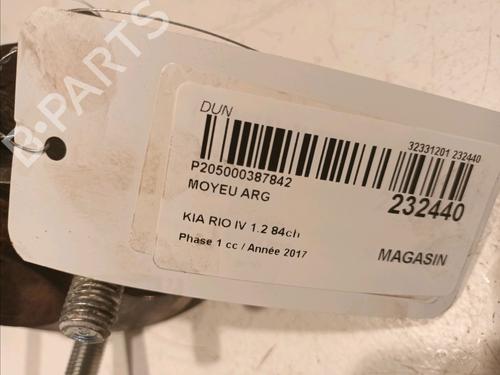 B-PARTS
DUN
32331201 232440
P205000387842
MOYEU ARG
232440
KIA RIO IV 1.2 84ch
Phase 1 cc / Année 2017
MAGASIN